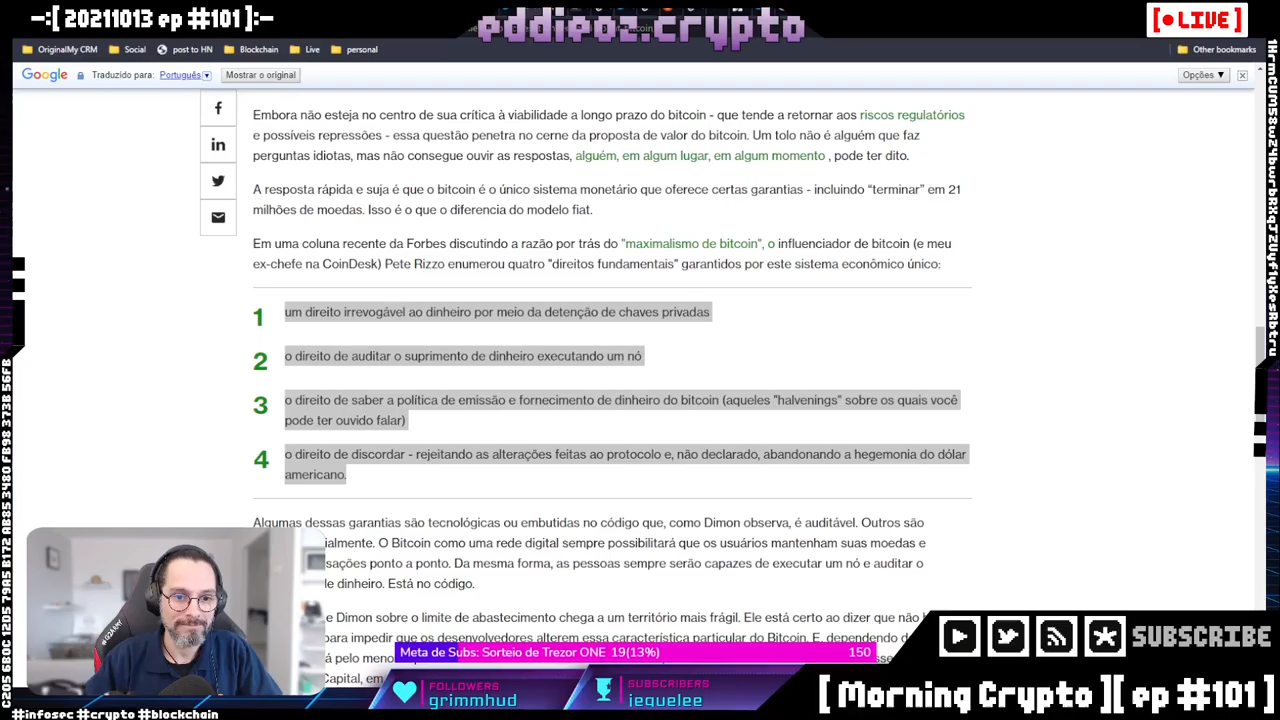 -:[ 20211013 ep #101 ]:-
eddieoz.crypto
[● LIVE]
OriginalMy CRM
Social
post to HN
Blockchain
Live
personal
Other bookmarks
Google
Traduzido para:
Português
Mostrar o original
Opções ▼
Embora não esteja no centro de sua crítica à viabilidade a longo prazo do bitcoin - que tende a retornar aos riscos regulatórios
e possíveis repressões - essa questão penetra no cerne da proposta de valor do bitcoin. Um tolo não é alguém que faz
perguntas idiotas, mas não consegue ouvir as respostas, alguém, em algum lugar, em algum momento , pode ter dito.
A resposta rápida e suja é que o bitcoin é o único sistema monetário que oferece certas garantias - incluindo “terminar” em 21
milhões de moedas. Isso é o que o diferencia do modelo fiat.
Em uma coluna recente da Forbes discutindo a razão por trás do "maximalismo de bitcoin", o influenciador de bitcoin (e meu
ex-chefe na CoinDesk) Pete Rizzo enumerou quatro "direitos fundamentais" garantidos por este sistema econômico único:
1 um direito irrevogável ao dinheiro por meio da detenção de chaves privadas
2 o direito de auditar o suprimento de dinheiro executando um nó
3 o direito de saber a política de emissão e fornecimento de dinheiro do bitcoin (aqueles "halvenings" sobre os quais você
pode ter ouvido falar)
4 o direito de discordar - rejeitando as alterações feitas ao protocolo e, não declarado, abandonando a hegemonia do dólar
americano.
Algumas dessas garantias são tecnológicas ou embutidas no código que, como Dimon observa, é auditável. Outros são
ialmente. O Bitcoin como uma rede digital sempre possibilitará que os usuários mantenham suas moedas e
sações ponto a ponto. Da mesma forma, as pessoas sempre serão capazes de executar um nó e auditar o
le dinheiro. Está no código.
e Dimon sobre o limite de abastecimento chega a um território mais frágil. Ele está certo ao dizer que não
para impedir que os desenvolvedores alterem essa característica particular do Bitcoin. E, dependendo
á pelo meno
Capital, em
Meta de Subs: Sorteio de Trezor ONE 19(13%)
150
FOLLOWERS
grimmhud
SUBSCRIBERS
jequelee
SUBSCRIBE
[ Morning Crypto ][ ep #101 ]
#infosec #crypto #blockchain